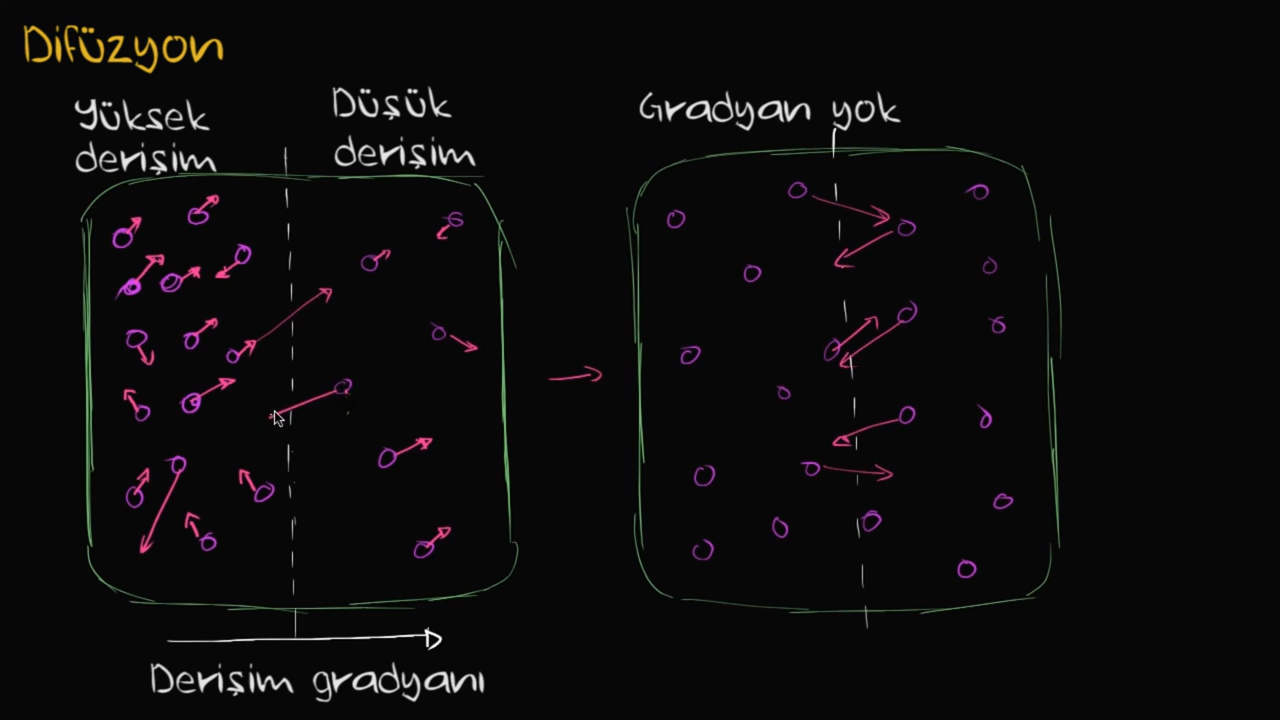 Difüzyon
Yüksek
derişim
Düşük
derişim
Gradyan yok
Derişim gradyanı